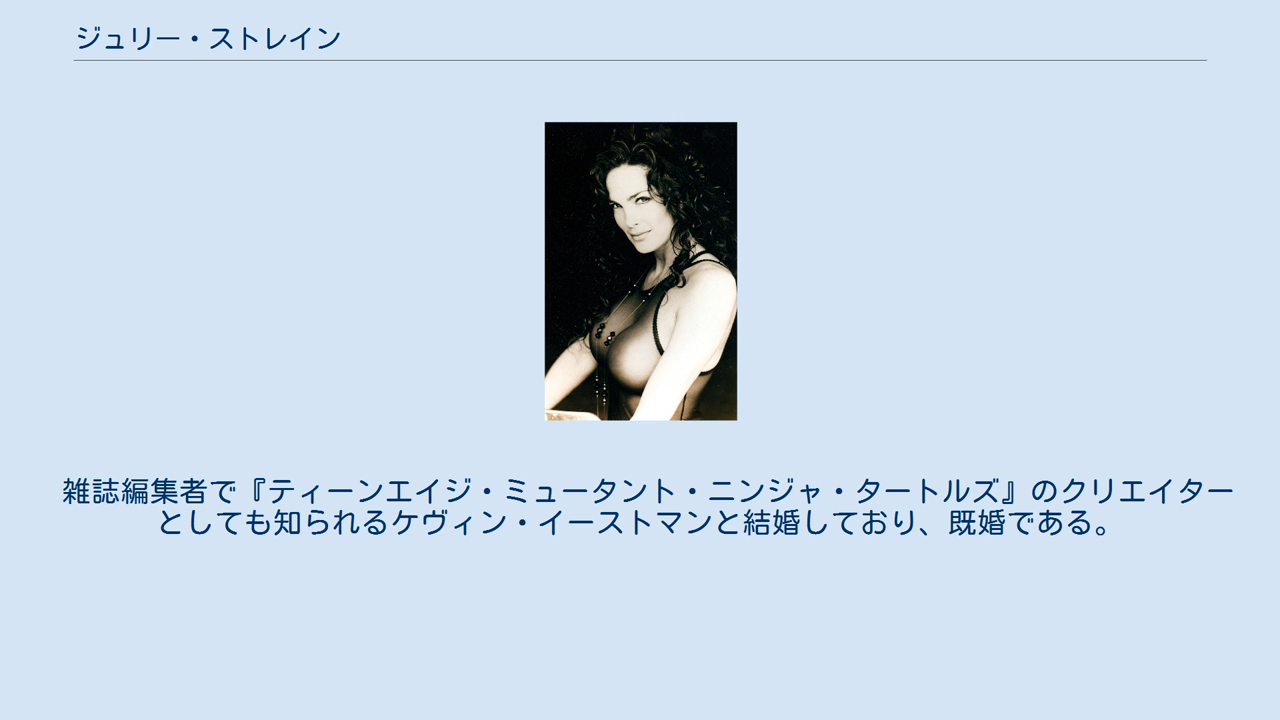 ジュリー・ストレイン
雑誌編集者で『ティーンエイジ・ミュータント・ニンジャ・タートルズ』のクリエイター
としても知られるケヴィン・イーストマンと結婚しており、既婚である。